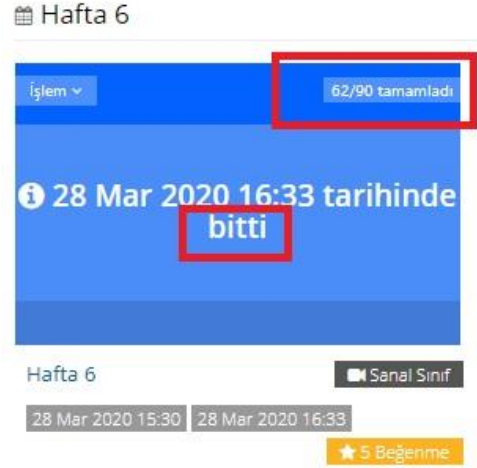 Hafta 6
İşlem
62/90 tamamladı
28 Mar 2020 16:33 tarihinde
bitti
Hafta 6
Sanal Sınıf
28 Mar 2020 15:30 28 Mar 2020 16:33
5 Beğenme